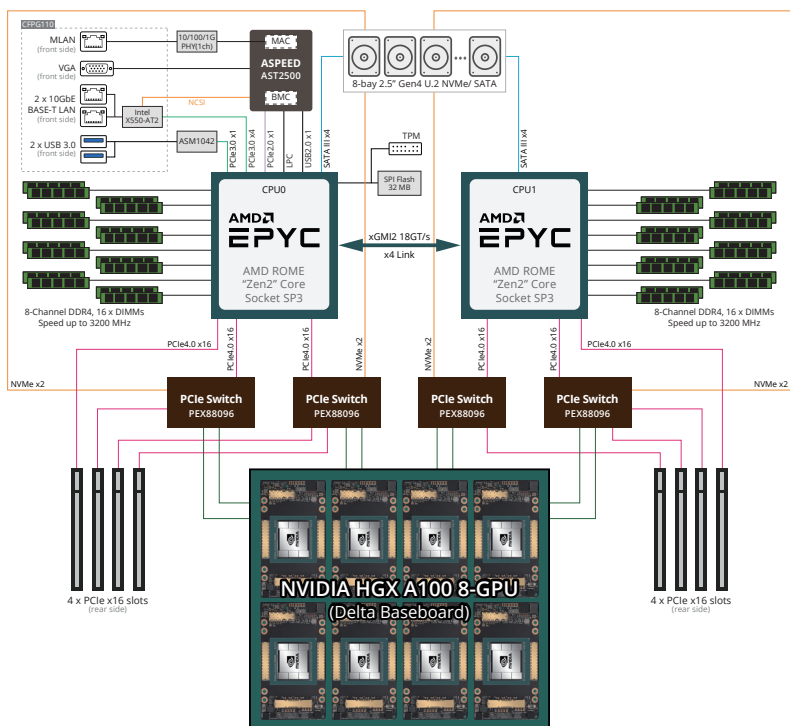 CFPG110
MLAN
(front side)
10/100/1G
PHY(1ch)
MAC
ASPEED
AST2500
BMC
VGA
(front side)
2 x 10GbE
BASE-T LAN
(front side)
Intel
X550-AT2
NCSI
2 x USB 3.0
(front side)
ASM1042
8-bay 2.5" Gen4 U.2 NVMe/ SATA
PCIe3.0 x1
PCIe3.0 x4
PCIe2.0 x1
LPC
USB2.0 x1
SATA III x4
SATA III x4
TPM
SPI Flash
32 MB
CPU0
AMD
EPYC
AMD ROME
"Zen2" Core
Socket SP3
xGMI2 18GT/s
x4 Link
CPU1
AMD
EPYC
AMD ROME
"Zen2" Core
Socket SP3
8-Channel DDR4, 16 x DIMMs
Speed up to 3200 MHz
8-Channel DDR4, 16 x DIMMs
Speed up to 3200 MHz
PCIe4.0 x16
PCIe4.0 x16
PCIe4.0 x16
NVMe x2
NVMe x2
PCIe4.0 x16
PCIe4.0 x16
PCIe4.0 x16
NVMe x2
NVMe x2
PCIe Switch
PEX88096
PCIe Switch
PEX88096
PCIe Switch
PEX88096
PCIe Switch
PEX88096
NVIDIA
NVIDIA
NVIDIA
NVIDIA
NVIDIA HGX A100 8-GPU
(Delta Baseboard)
NVIDIA
NVIDIA
NVIDIA
NVIDIA
4 x PCIe x16 slots
(rear side)
4 x PCIe x16 slots
(rear side)